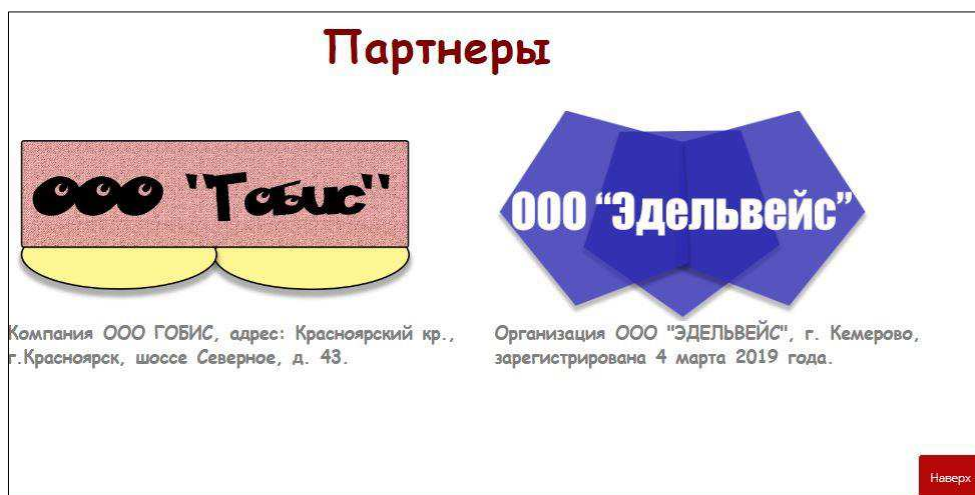 Партнеры
ООО "Гобис"
ООО “Эдельвейс”
Компания ООО ГОБИС, адрес: Красноярский кр.,
г.Красноярск, шоссе Северное, д. 43.
Организация ООО "ЭДЕЛЬВЕЙС", г. Кемерово,
зарегистрирована 4 марта 2019 года.
Наверх